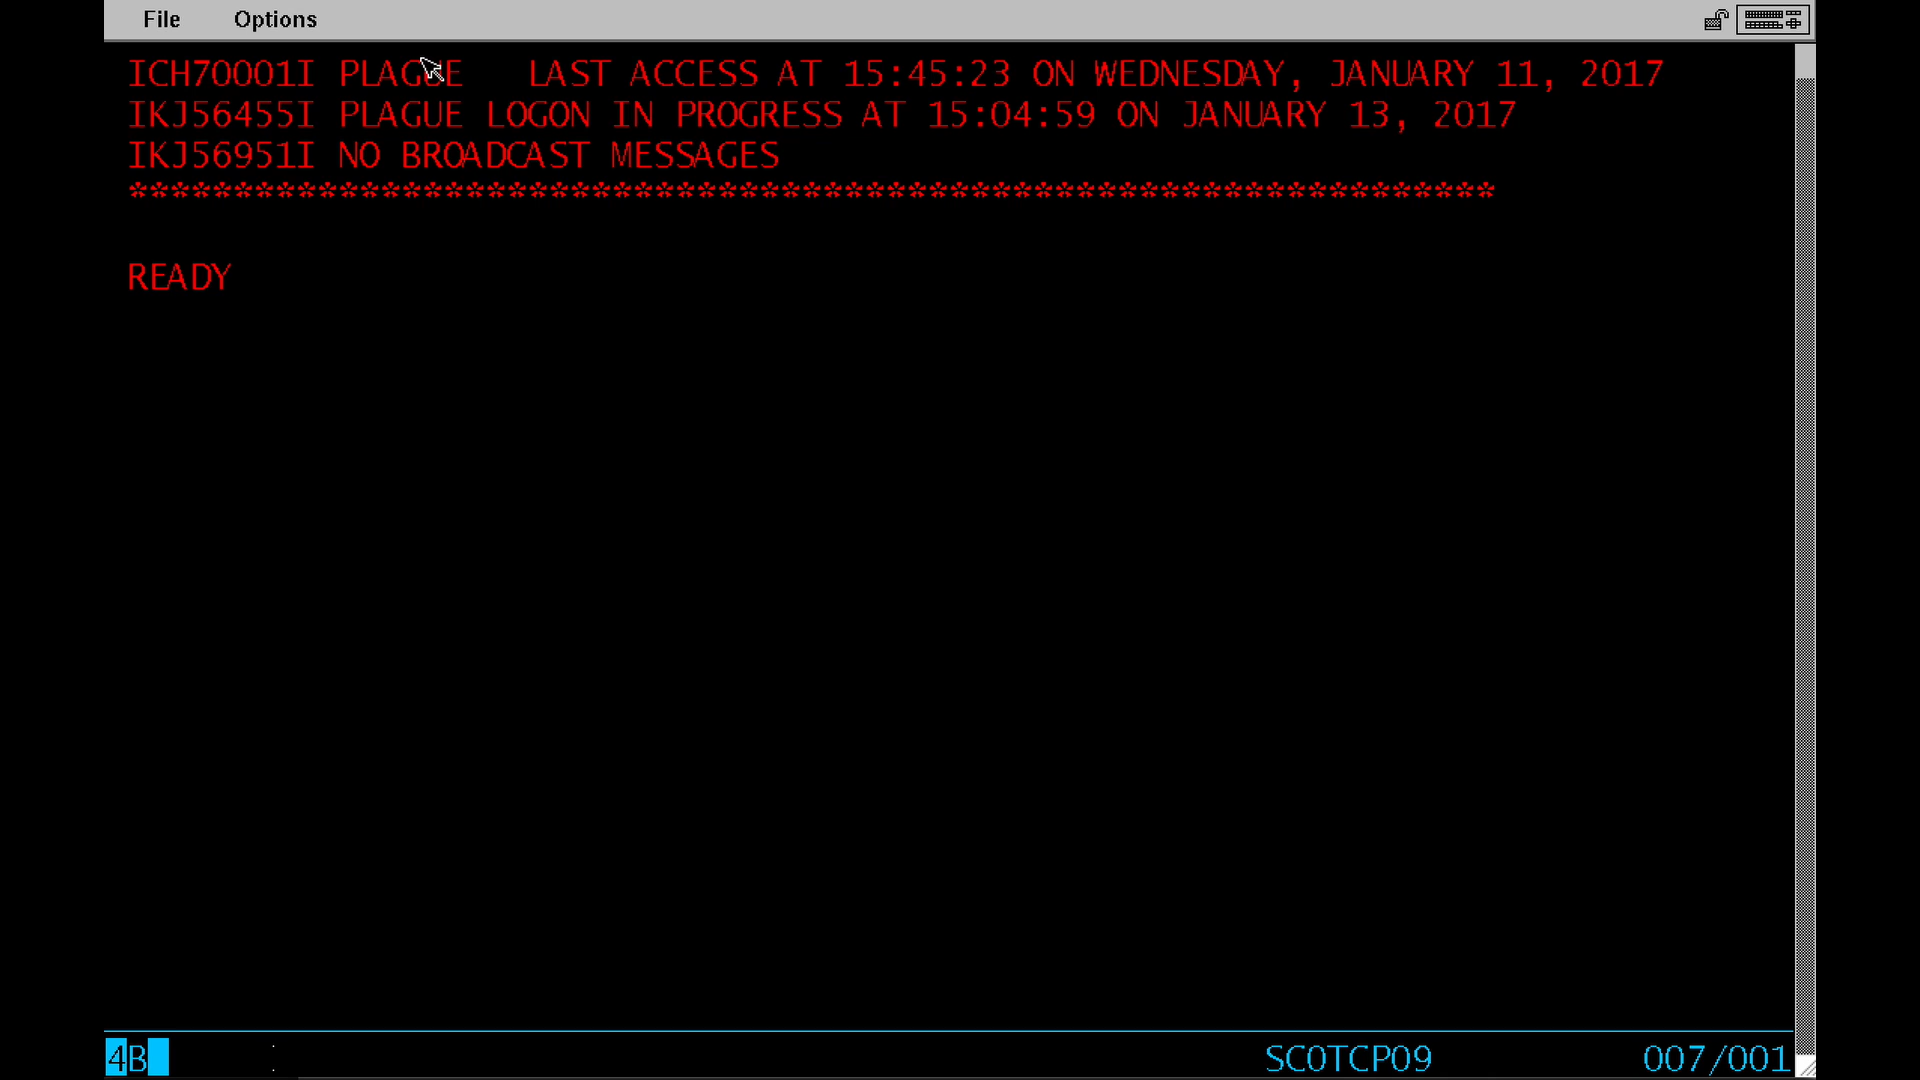 File Options
ICH70001I PLAGUE LAST ACCESS AT 15:45:23 ON WEDNESDAY, JANUARY 11, 2017
IKJ56455I PLAGUE LOGON IN PROGRESS AT 15:04:59 ON JANUARY 13, 2017
IKJ56951I NO BROADCAST MESSAGES
*****************************************************************
READY
4B : SC0TCP09 007/001